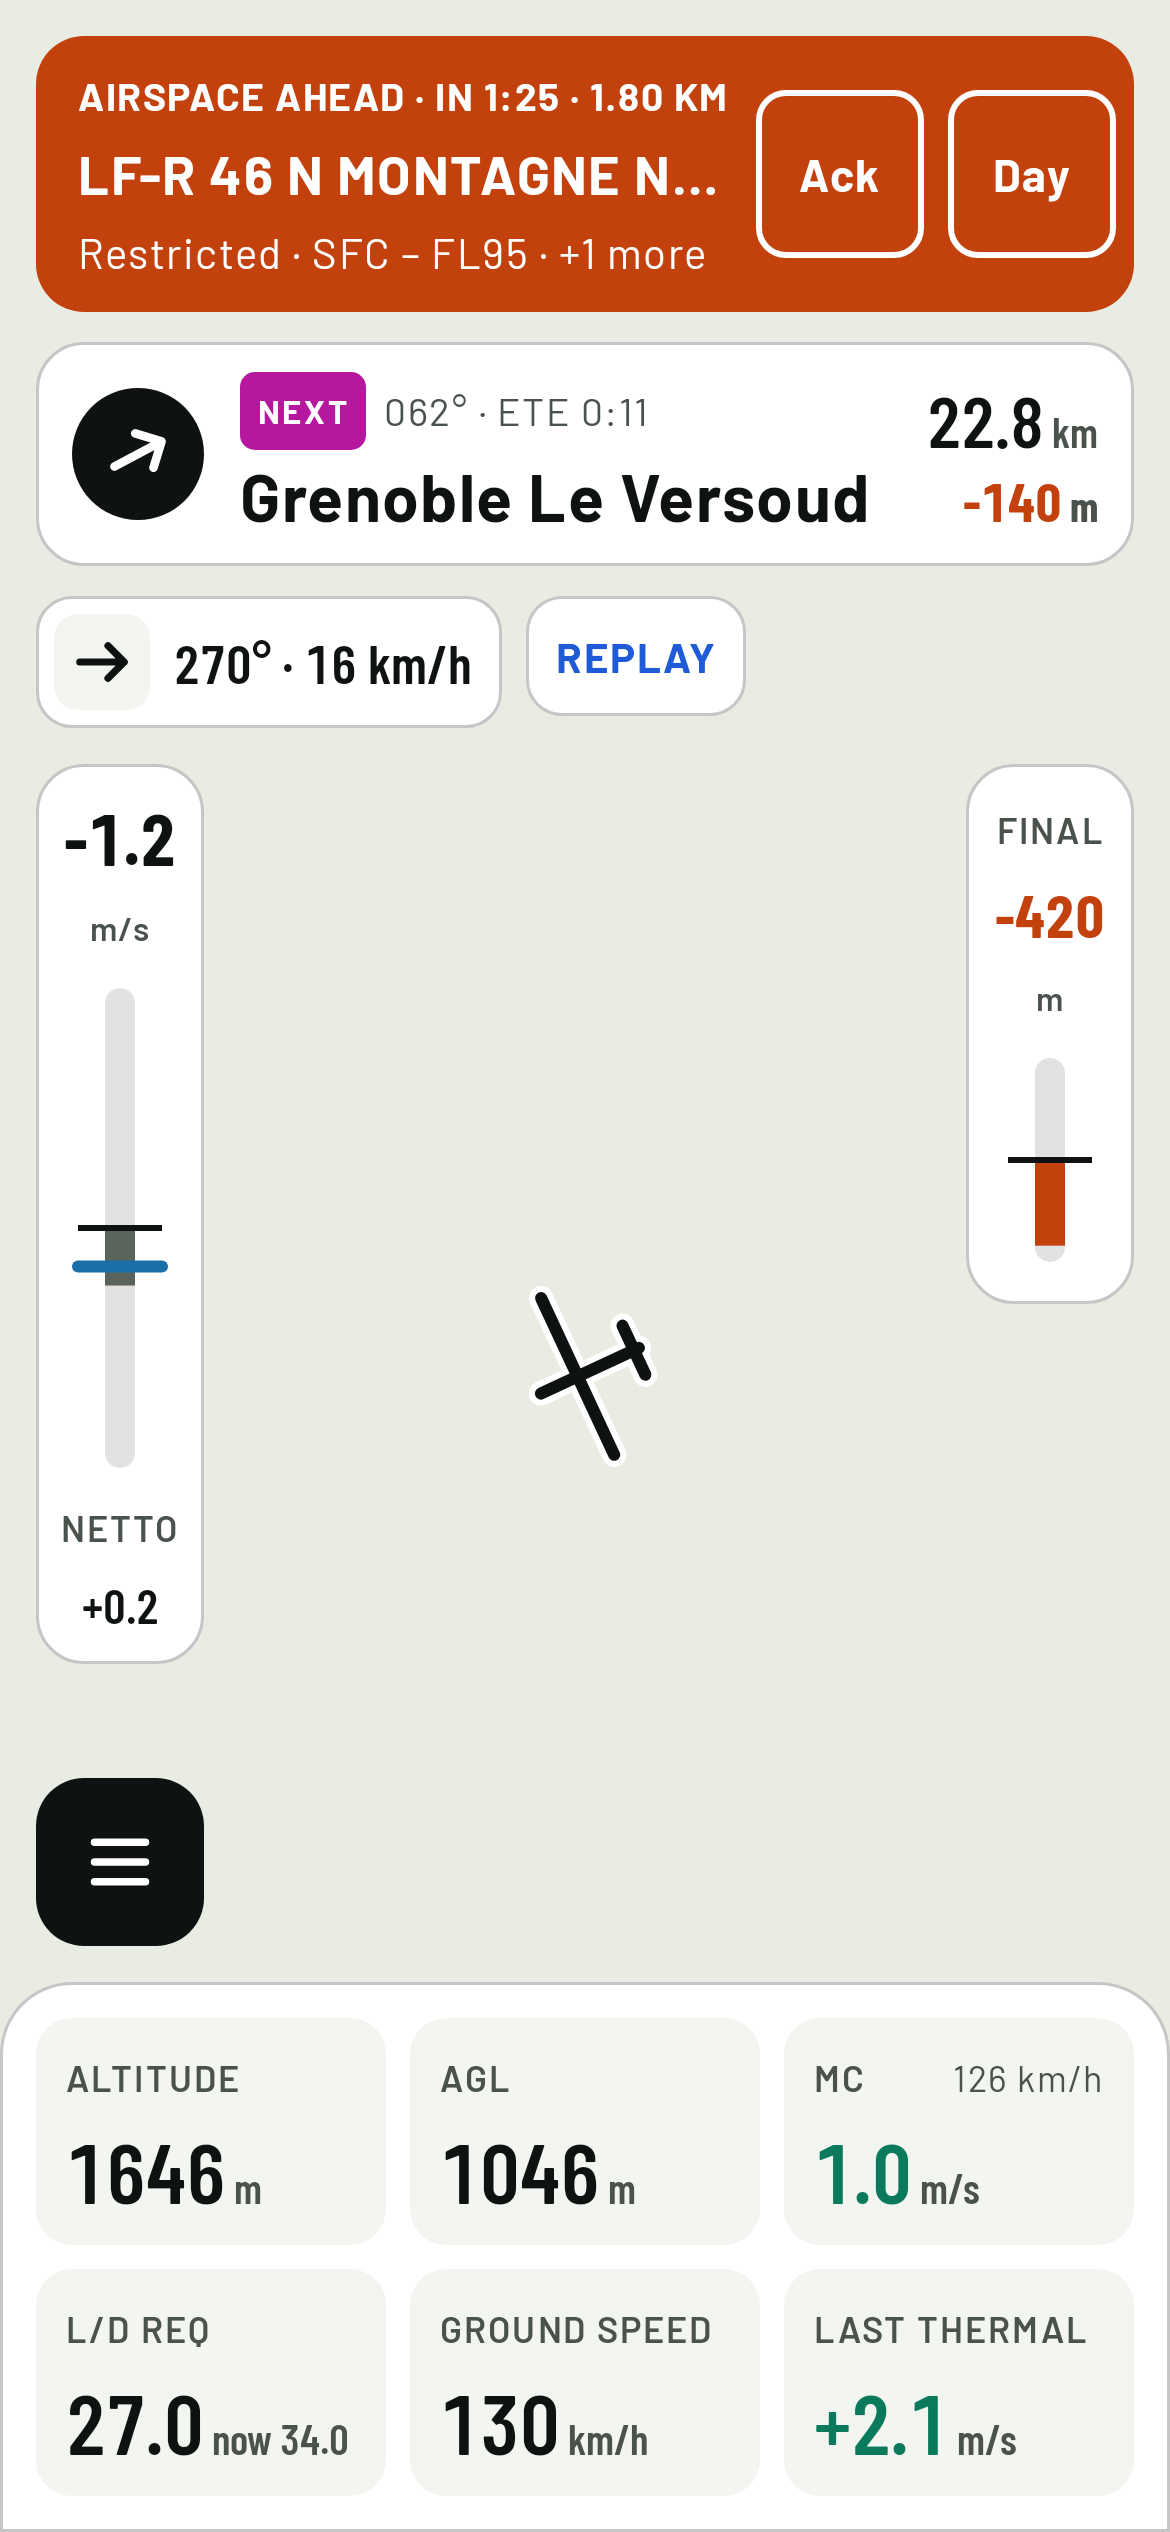 AIRSPACE AHEAD · IN 1:25 · 1.80 KM
LF-R 46 N MONTAGNE N...
Restricted · SFC – FL95 · +1 more
Ack
Day
NEXT 062° · ETE 0:11
Grenoble Le Versoud
22.8 km
-140 m
270° · 16 km/h
REPLAY
-1.2
m/s
NETTO
+0.2
FINAL
-420
m
ALTITUDE
1646 m
AGL
1046 m
MC 126 km/h
1.0 m/s
L/D REQ
27.0 now 34.0
GROUND SPEED
130 km/h
LAST THERMAL
+2.1 m/s